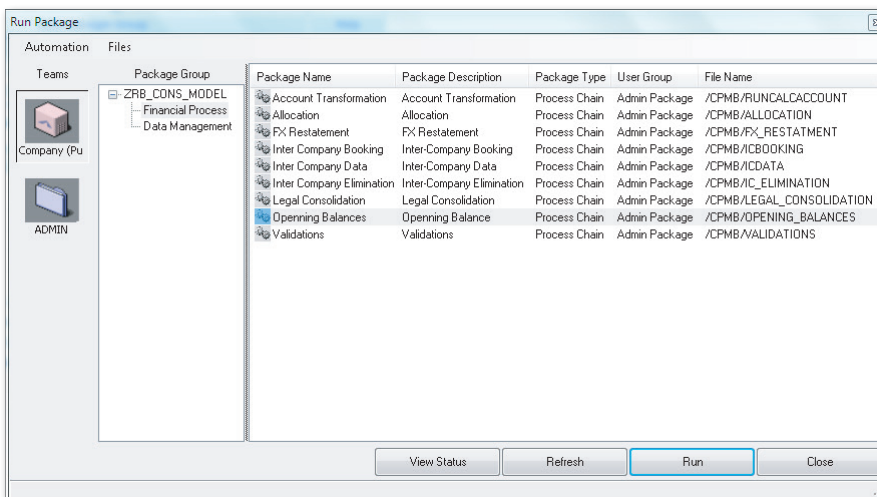 Run Package
Automation Files
Teams
Company (Pu
ADMIN
Package Group
ZRB_CONS_MODEL
Financial Process
Data Management
Package Name Package Description Package Type User Group File Name
Account Transformation Account Transformation Process Chain Admin Package /CPMB/RUNCALCACCOUNT
Allocation Allocation Process Chain Admin Package /CPMB/ALLOCATION
FX Restatement FX Restatement Process Chain Admin Package /CPMB/FX_RESTATMENT
Inter Company Booking Inter-Company Booking Process Chain Admin Package /CPMB/ICBOOKING
Inter Company Data Inter-Company Data Process Chain Admin Package /CPMB/ICDATA
Inter Company Elimination Inter-Company Elimination Process Chain Admin Package /CPMB/IC_ELIMINATION
Legal Consolidation Legal Consolidation Process Chain Admin Package /CPMB/LEGAL_CONSOLIDATION
Openning Balances Openning Balance Process Chain Admin Package /CPMB/OPENING_BALANCES
Validations Validations Process Chain Admin Package /CPMB/VALIDATIONS
View Status Refresh Run Close